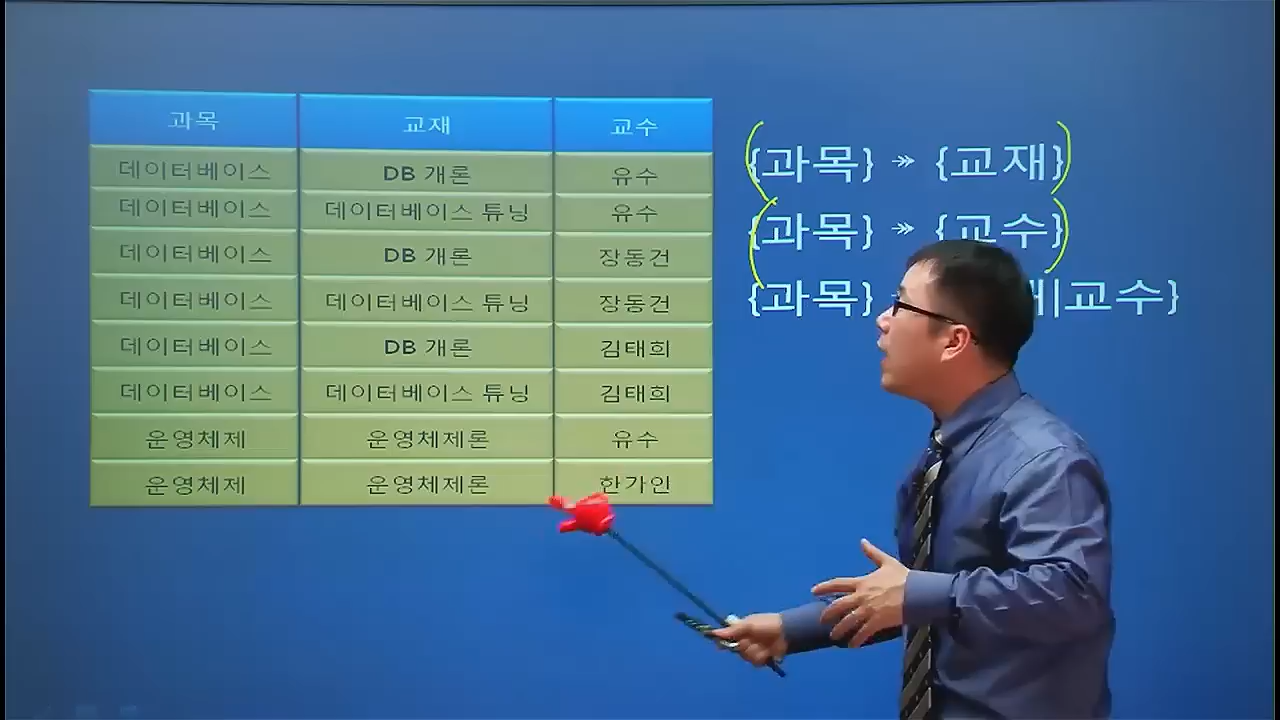 과목 교재 교수
데이터베이스 DB 개론 유수
데이터베이스 데이터베이스 튜닝 유수
데이터베이스 DB 개론 장동건
데이터베이스 데이터베이스 튜닝 장동건
데이터베이스 DB 개론 김태희
데이터베이스 데이터베이스 튜닝 김태희
운영체제 운영체제론 유수
운영체제 운영체제론 한가인
{과목} ↠ {교재}
{과목} ↠ {교수}
{과목} |교수}